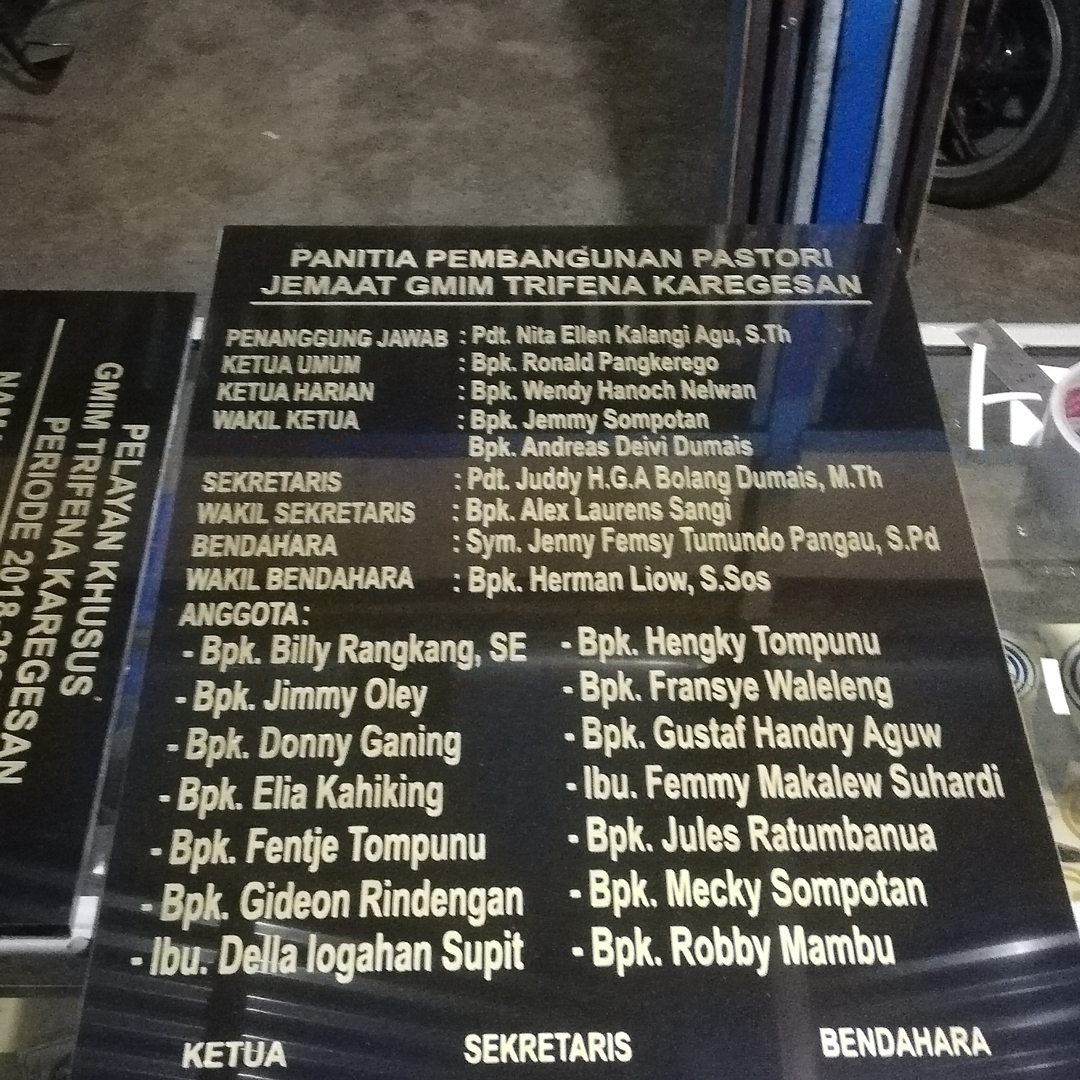 PANITIA PEMBANGUNAN PASTORI
JEMAAT GMIM TRIFENA KAREGESAN
PENANGGUNG JAWAB : Pdt. Nita Ellen Kalangi Agu, S.Th
KETUA UMUM : Bpk. Ronald Pangkerego
KETUA HARIAN : Bpk. Wendy Hanoch Nelwan
WAKIL KETUA : Bpk. Jemmy Sompotan
Bpk. Andreas Deivi Dumais
SEKRETARIS : Pdt. Juddy H.G.A Bolang Dumais, M.Th
WAKIL SEKRETARIS : Bpk. Alex Laurens Sangi
BENDAHARA : Sym. Jenny Femsy Tumundo Pangau, S.Pd
WAKIL BENDAHARA : Bpk. Herman Liow, S.Sos
ANGGOTA:
- Bpk. Billy Rangkang, SE - Bpk. Hengky Tompunu
- Bpk. Jimmy Oley - Bpk. Fransye Waleleng
- Bpk. Donny Ganing - Bpk. Gustaf Handry Aguw
- Bpk. Elia Kahiking - Ibu. Femmy Makalew Suhardi
- Bpk. Fentje Tompunu - Bpk. Jules Ratumbanua
- Bpk. Gideon Rindengan - Bpk. Mecky Sompotan
- Ibu. Della Iogahan Supit - Bpk. Robby Mambu
KETUA SEKRETARIS BENDAHARA
PELAYAN KHUSUS
GMIM TRIFENA KAREGESAN
PERIODE 2018